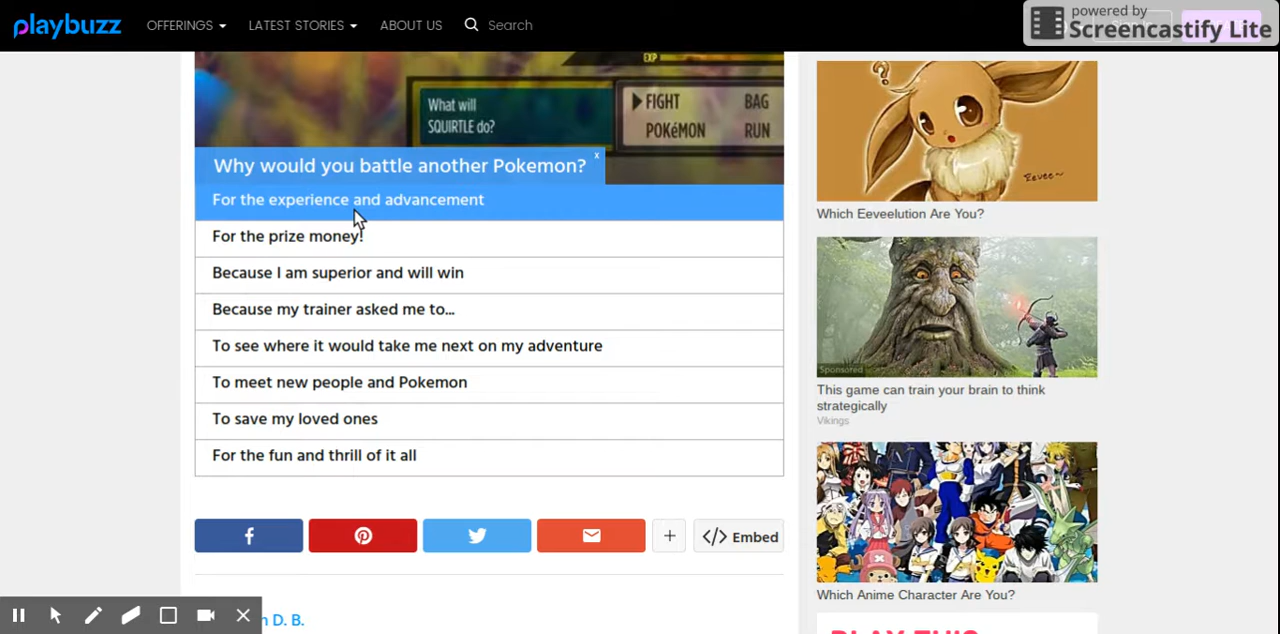 playbuzz
OFFERINGS
LATEST STORIES
ABOUT US
Search
powered by
Screencastify Lite
EXP
What will
SQUIRTLE do?
FIGHT
BAG
POKéMON
RUN
Why would you battle another Pokemon?
x
For the experience and advancement
For the prize money!
Because I am superior and will win
Because my trainer asked me to...
To see where it would take me next on my adventure
To meet new people and Pokemon
To save my loved ones
For the fun and thrill of it all
+
</> Embed
D. B.
Eevee~
Which Eeveelution Are You?
Sponsored
This game can train your brain to think
strategically
Vikings
Which Anime Character Are You?
PLAY THIS